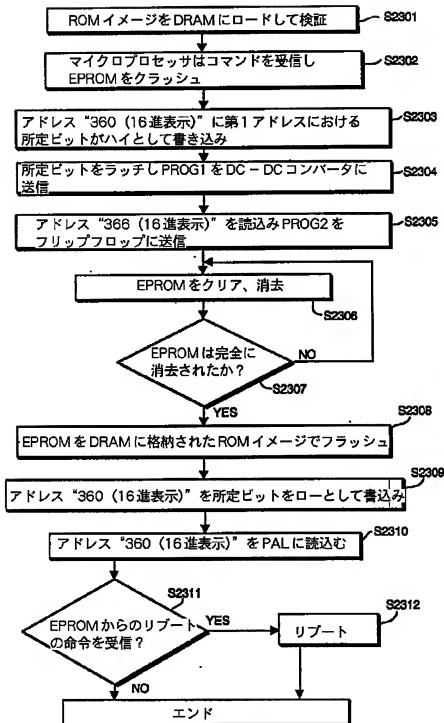 ROMイメージをDRAMにロードして検証
S2301
マイクロプロセッサはコマンドを受信し
EPROMをクラッシュ
S2302
アドレス“360（16進表示）”に第1アドレスにおける
所定ビットがハイとして書き込み
S2303
所定ビットをラッチしPROG1をDC－DCコンバータに
送信
S2304
アドレス“366（16進表示）”を読込みPROG2を
フリップフロップに送信
S2305
EPROMをクリア、消去
S2306
EPROMは完全に
消去されたか？
NO
S2307
YES
S2308
EPROMをDRAMに格納されたROMイメージでフラッシュ
S2309
アドレス“360（16進表示）”を所定ビットをローとして書込み
S2310
アドレス“360（16進表示）”をPALに読込む
S2311
EPROMからのリブート
の命令を受信？
YES
S2312
リブート
NO
エンド